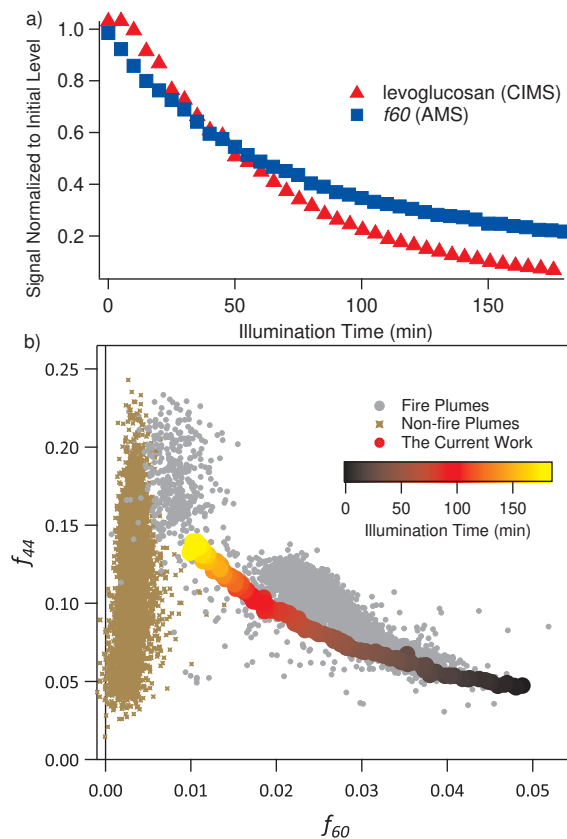 a)
1.0
0.8
0.6
0.4
0.2
Signal Normalized to Initial Level
levoglucosan (CIMS)
f60 (AMS)
0
50
100
150
Illumination Time (min)
b)
0.25
0.20
0.15
0.10
0.05
0.00
f44
Fire Plumes
Non-fire Plumes
The Current Work
0
50
100
150
Illumination Time (min)
0.00
0.01
0.02
0.03
0.04
0.05
f60